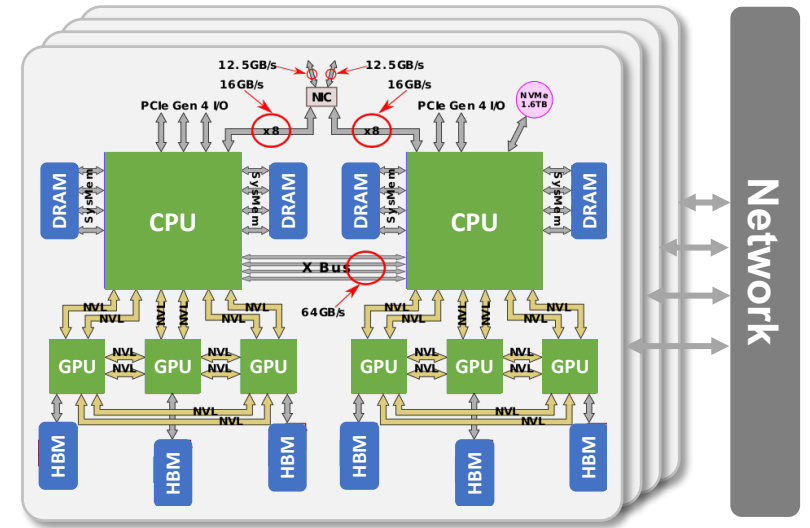 12.5GB/s
12.5GB/s
16GB/s
NIC
16GB/s
NVMe
1.6TB
PCIe Gen 4 I/O
PCIe Gen 4 I/O
x8
x8
DRAM
SysMem
CPU
SysMem
DRAM
DRAM
SysMem
CPU
SysMem
DRAM
Network
X Bus
64GB/s
NVL
NVL
NVL
NVL
NVL
NVL
NVL
NVL
NVL
NVL
NVL
NVL
GPU
NVL
NVL
GPU
NVL
NVL
GPU
GPU
NVL
NVL
GPU
NVL
NVL
GPU
NVL
NVL
NVL
NVL
HBM
HBM
HBM
HBM
HBM
HBM